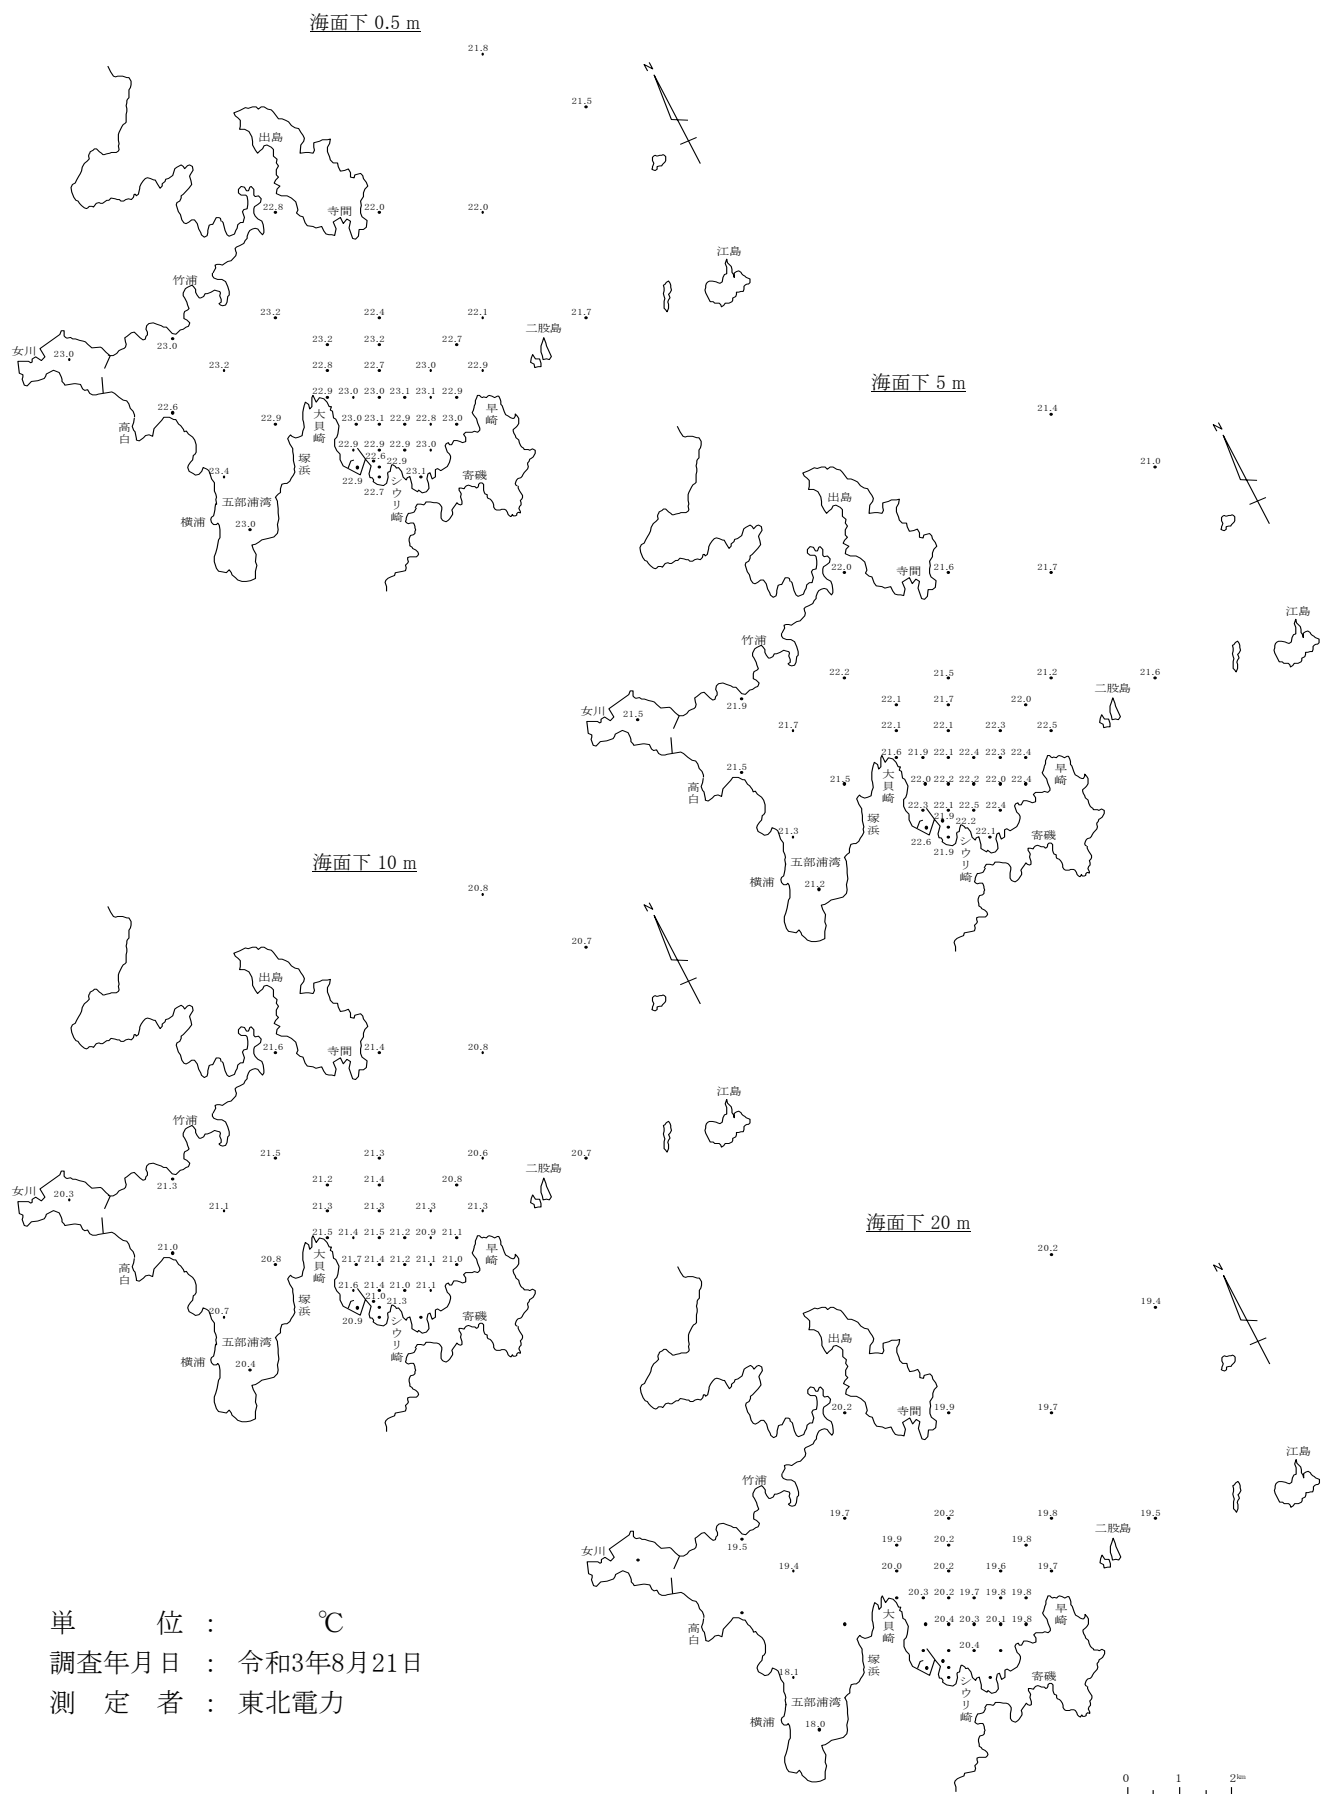 海面下 0.5 m
21.8
21.5
出島
22.8 寺間 22.0 22.0
江島
竹浦
23.2 22.4 22.1 21.7
二股島
23.0 23.2 23.2 22.7
女川 23.0
23.2 22.8 22.7 23.0 22.9
22.9 23.0 23.0 23.1 23.1 22.9
22.6 大貝崎 早崎
高白 22.9 23.0 23.1 22.9 22.8 23.0
22.9 22.9 22.9 23.0
塚浜 22.6 22.9
23.4 22.9 23.1 寄磯
22.7 シウリ崎
五部浦湾
横浦 23.0
海面下 5 m
21.4
21.0
出島
22.0 寺間 21.6 21.7
江島
竹浦
22.2 21.5 21.2 21.6
二股島
21.9 22.1 21.7 22.0
女川 21.5
21.7 22.1 22.1 22.3 22.5
21.6 21.9 22.1 22.4 22.3 22.4
21.5 大貝崎 早崎
高白 21.5 22.0 22.2 22.2 22.0 22.4
22.3 22.1 22.5 22.4
塚浜 21.9 22.2
21.3 22.6 22.1 寄磯
21.9 シウリ崎
五部浦湾
横浦 21.2
海面下 10 m
20.8
20.7
出島
21.6 寺間 21.4 20.8
江島
竹浦
21.5 21.3 20.6 20.7
二股島
21.3 21.2 21.4 20.8
女川 20.3
21.1 21.3 21.3 21.3 21.3
21.5 21.4 21.5 21.2 20.9 21.1
21.0 大貝崎 早崎
高白 20.8 21.7 21.4 21.2 21.1 21.0
21.6 21.4 21.0 21.1
塚浜 21.0 21.3
20.7 20.9 寄磯
シウリ崎
五部浦湾
横浦 20.4
海面下 20 m
20.2
19.4
出島
20.2 寺間 19.9 19.7
江島
竹浦
19.7 20.2 19.8 19.5
二股島
19.5 19.9 20.2 19.8
女川
19.4 20.0 20.2 19.6 19.7
20.3 20.2 19.7 19.8 19.8
大貝崎 早崎
高白 20.4 20.3 20.1 19.8
20.4
塚浜
18.1 寄磯
シウリ崎
五部浦湾
横浦 18.0
単 位 : ℃
調査年月日 : 令和3年8月21日
測 定 者 : 東北電力
0 1 2km
N
N
N
N